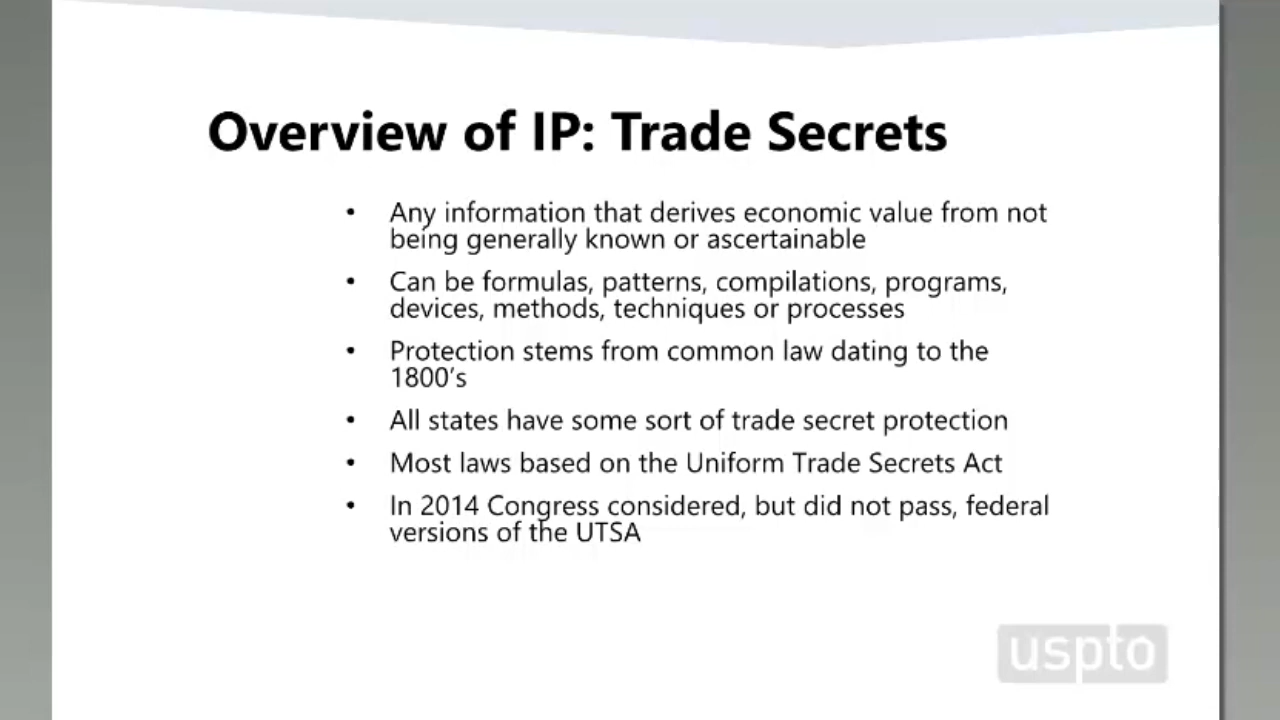 Overview of IP: Trade Secrets
• Any information that derives economic value from not
being generally known or ascertainable
• Can be formulas, patterns, compilations, programs,
devices, methods, techniques or processes
• Protection stems from common law dating to the
1800's
• All states have some sort of trade secret protection
• Most laws based on the Uniform Trade Secrets Act
• In 2014 Congress considered, but did not pass, federal
versions of the UTSA
uspto